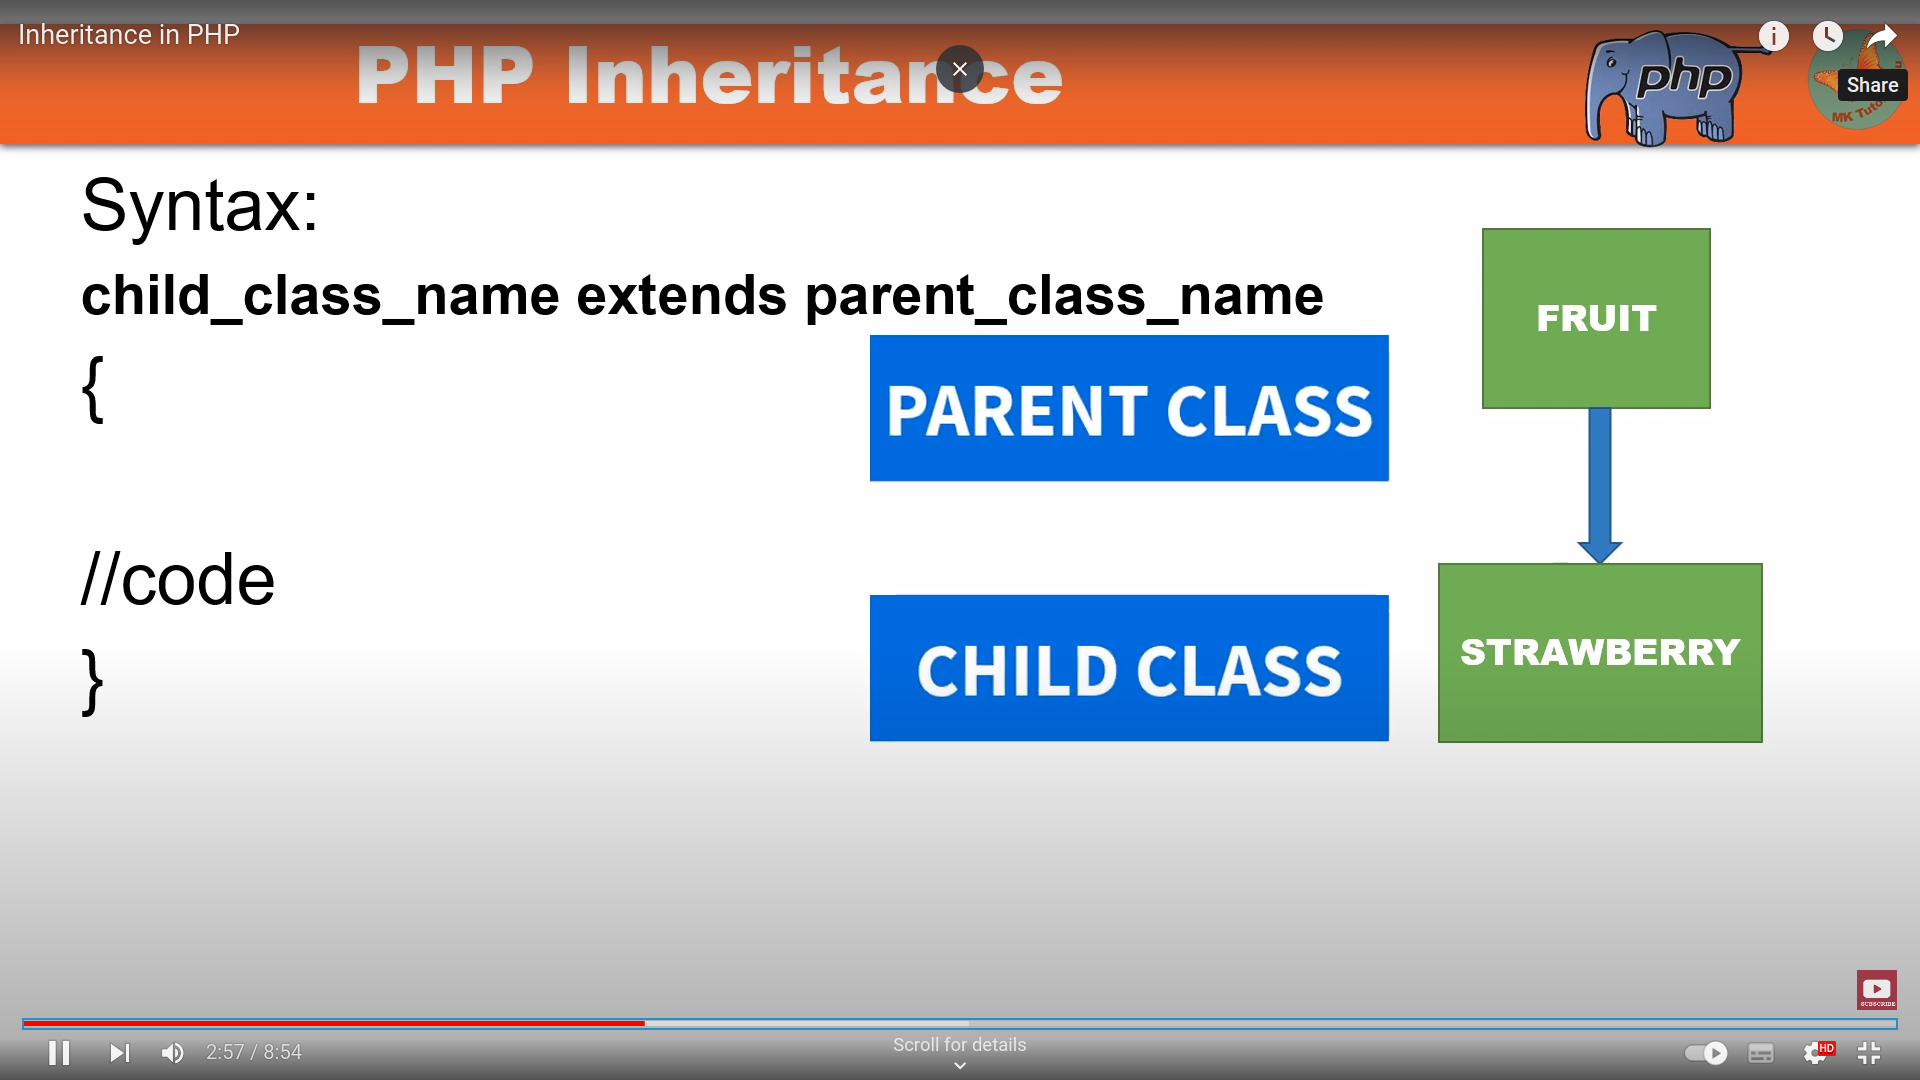 Inheritance in PHP
PHP Inheritance
php
Share
MK
Syntax:
child_class_name extends parent_class_name
{
//code
}
PARENT CLASS
CHILD CLASS
FRUIT
STRAWBERRY
SUBSCRIBE
2:57 / 8:54
Scroll for details
HD